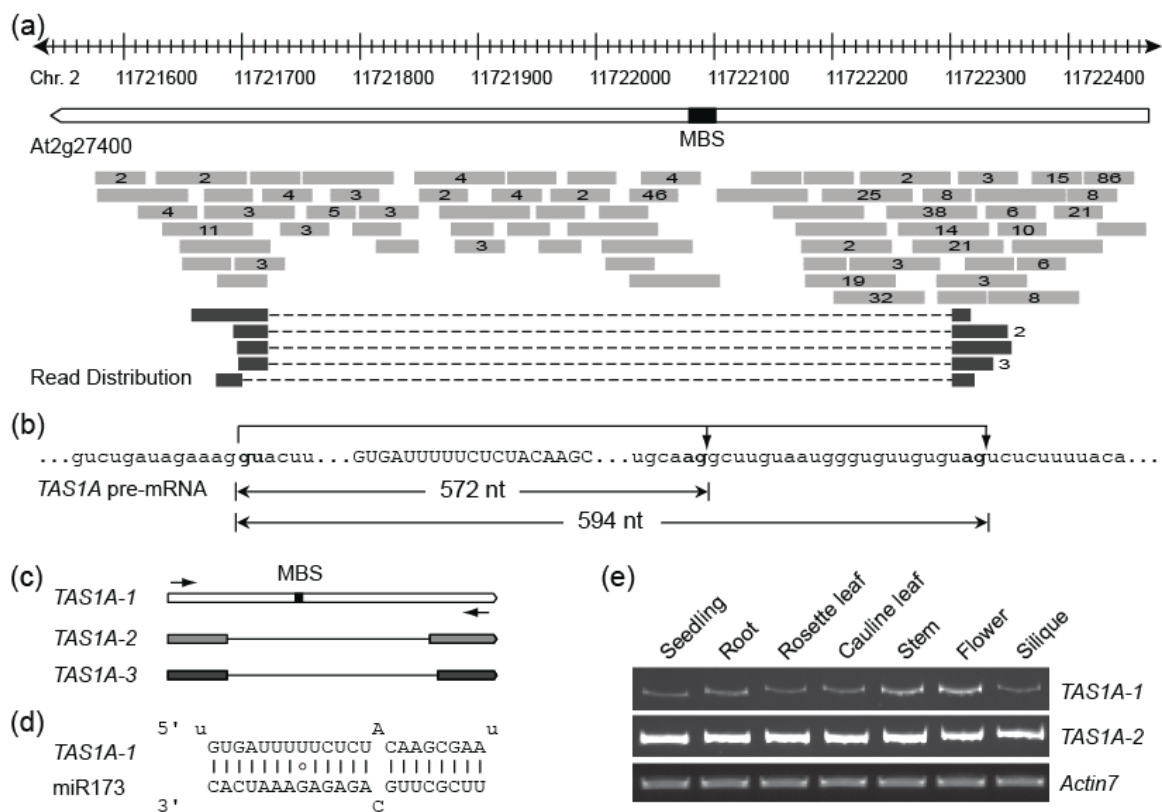 (a)
Chr. 2 11721600 11721700 11721800 11721900 11722000 11722100 11722200 11722300 11722400
MBS
At2g27400
2 2 4 4 2 3 15 86
4 3 2 4 2 46 25 8 8
4 3 5 3 38 6 21
11 3 14 10
3 2 21
3 3 6
19 3
32 8
2
3
Read Distribution
(b)
...gucugauagaaagguacuu...GUGAUUUUUCUCUACAAGC...ugcaaggcuuguaauggguguuguguagucucuuuuaca...
TAS1A pre-mRNA 572 nt
594 nt
(c)
MBS
TAS1A-1
TAS1A-2
TAS1A-3
(d)
5' u A u
TAS1A-1 GUGAUUUUUCUCU CAAGCGAA
miR173 CACUAAAGAGAGA GUUCGCUU
3' C
(e)
Seedling Root Rosette leaf Cauline leaf Stem Flower Silique
TAS1A-1
TAS1A-2
Actin7